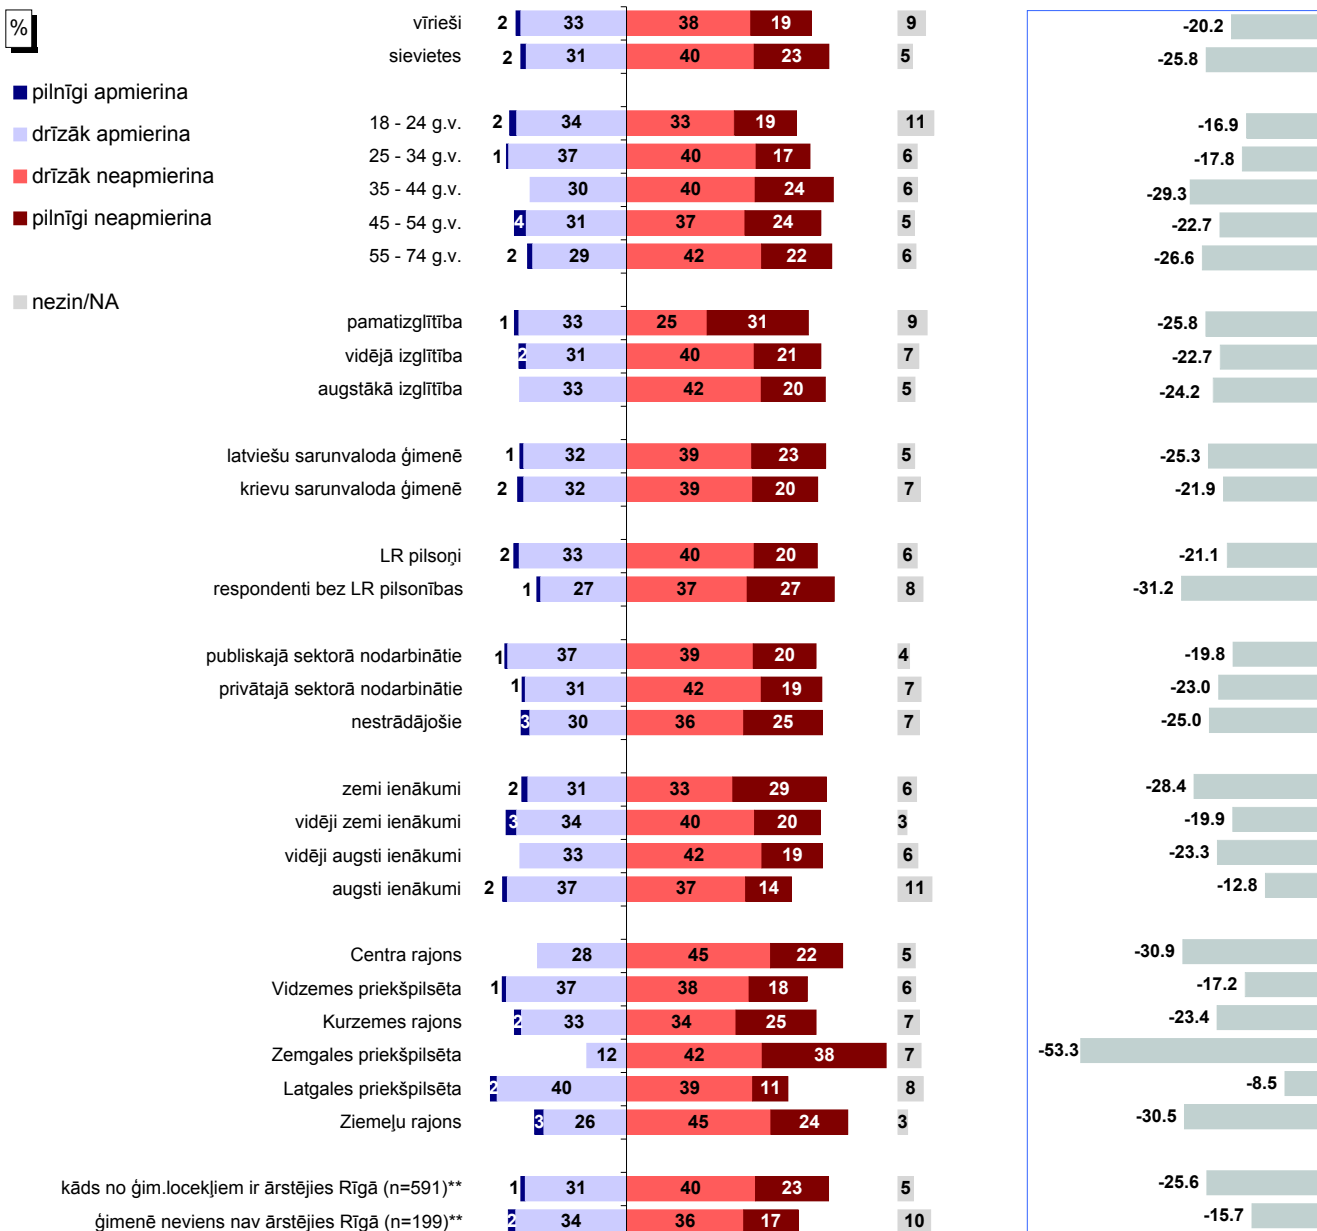 %
pilnīgi apmierina
drīzāk apmierina
drīzāk neapmierina
pilnīgi neapmierina
nezin/NA
vīrieši 2 33 38 19 9 -20.2
sievietes 2 31 40 23 5 -25.8
18 - 24 g.v. 2 34 33 19 11 -16.9
25 - 34 g.v. 1 37 40 17 6 -17.8
35 - 44 g.v. 30 40 24 6 -29.3
45 - 54 g.v. 4 31 37 24 5 -22.7
55 - 74 g.v. 2 29 42 22 6 -26.6
pamatizglītība 1 33 25 31 9 -25.8
vidējā izglītība 2 31 40 21 7 -22.7
augstākā izglītība 33 42 20 5 -24.2
latviešu sarunvaloda ģimenē 1 32 39 23 5 -25.3
krievu sarunvaloda ģimenē 2 32 39 20 7 -21.9
LR pilsoņi 2 33 40 20 6 -21.1
respondenti bez LR pilsonības 1 27 37 27 8 -31.2
publiskajā sektorā nodarbinātie 1 37 39 20 4 -19.8
privātajā sektorā nodarbinātie 1 31 42 19 7 -23.0
nestrādājošie 3 30 36 25 7 -25.0
zemi ienākumi 2 31 33 29 6 -28.4
vidēji zemi ienākumi 3 34 40 20 3 -19.9
vidēji augsti ienākumi 33 42 19 6 -23.3
augsti ienākumi 2 37 37 14 11 -12.8
Centra rajons 28 45 22 5 -30.9
Vidzemes priekšpilsēta 1 37 38 18 6 -17.2
Kurzemes rajons 2 33 34 25 7 -23.4
Zemgales priekšpilsēta 12 42 38 7 -53.3
Latgales priekšpilsēta 2 40 39 11 8 -8.5
Ziemeļu rajons 3 26 45 24 3 -30.5
kāds no ģim.locekļiem ir ārstējies Rīgā (n=591)** 1 31 40 23 5 -25.6
ģimenē neviens nav ārstējies Rīgā (n=199)** 2 34 36 17 10 -15.7